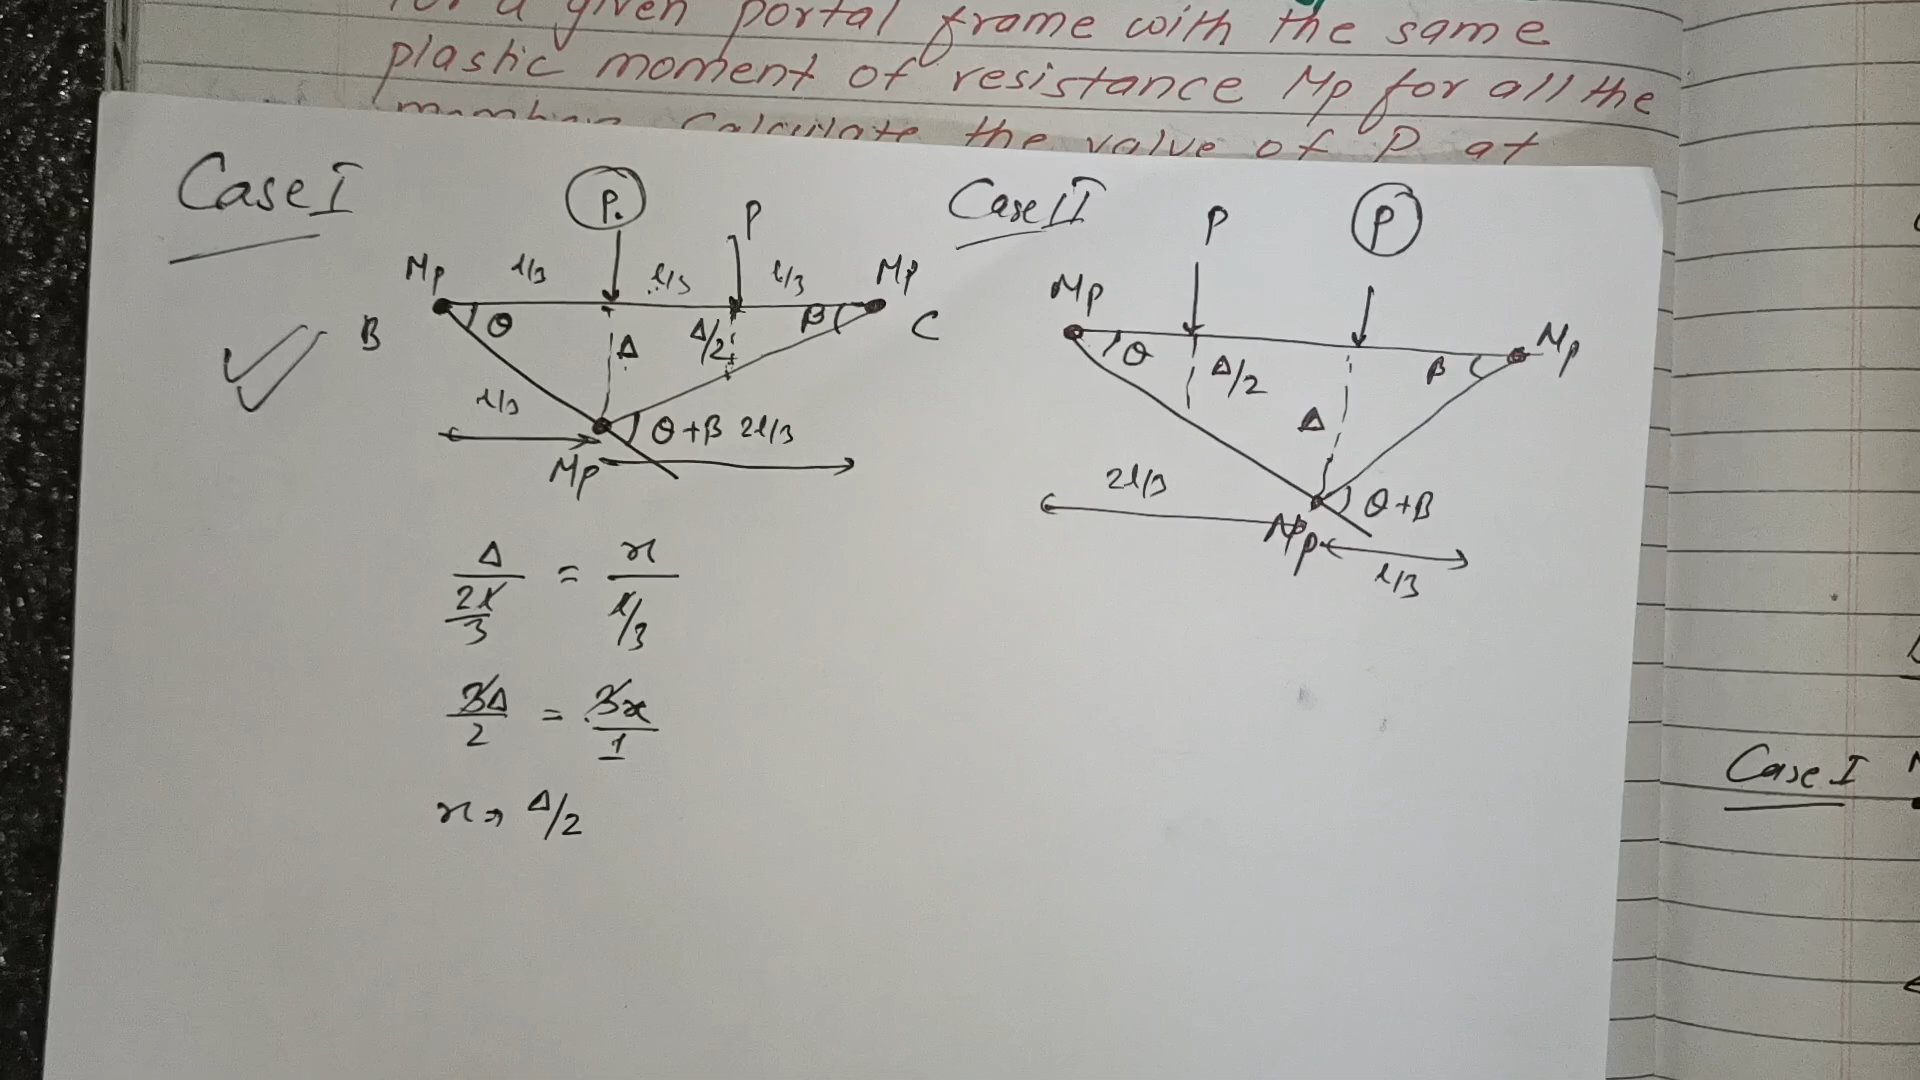 for a given portal frame with the same
plastic moment of resistance Mp for all the
Calculate the value of P at
Case I
P.
P
Mp
l/3
l/3
l/3
Mp
B
θ
Δ
Δ/2
β
C
l/3
θ+β
2l/3
Mp
Δ / (2l/3) = x / (l/3)
3Δ/2 = 3x/1
x = Δ/2
Case II
P
P
Mp
Mp
θ
Δ/2
β
Δ
2l/3
θ+β
Mp
l/3
Case I